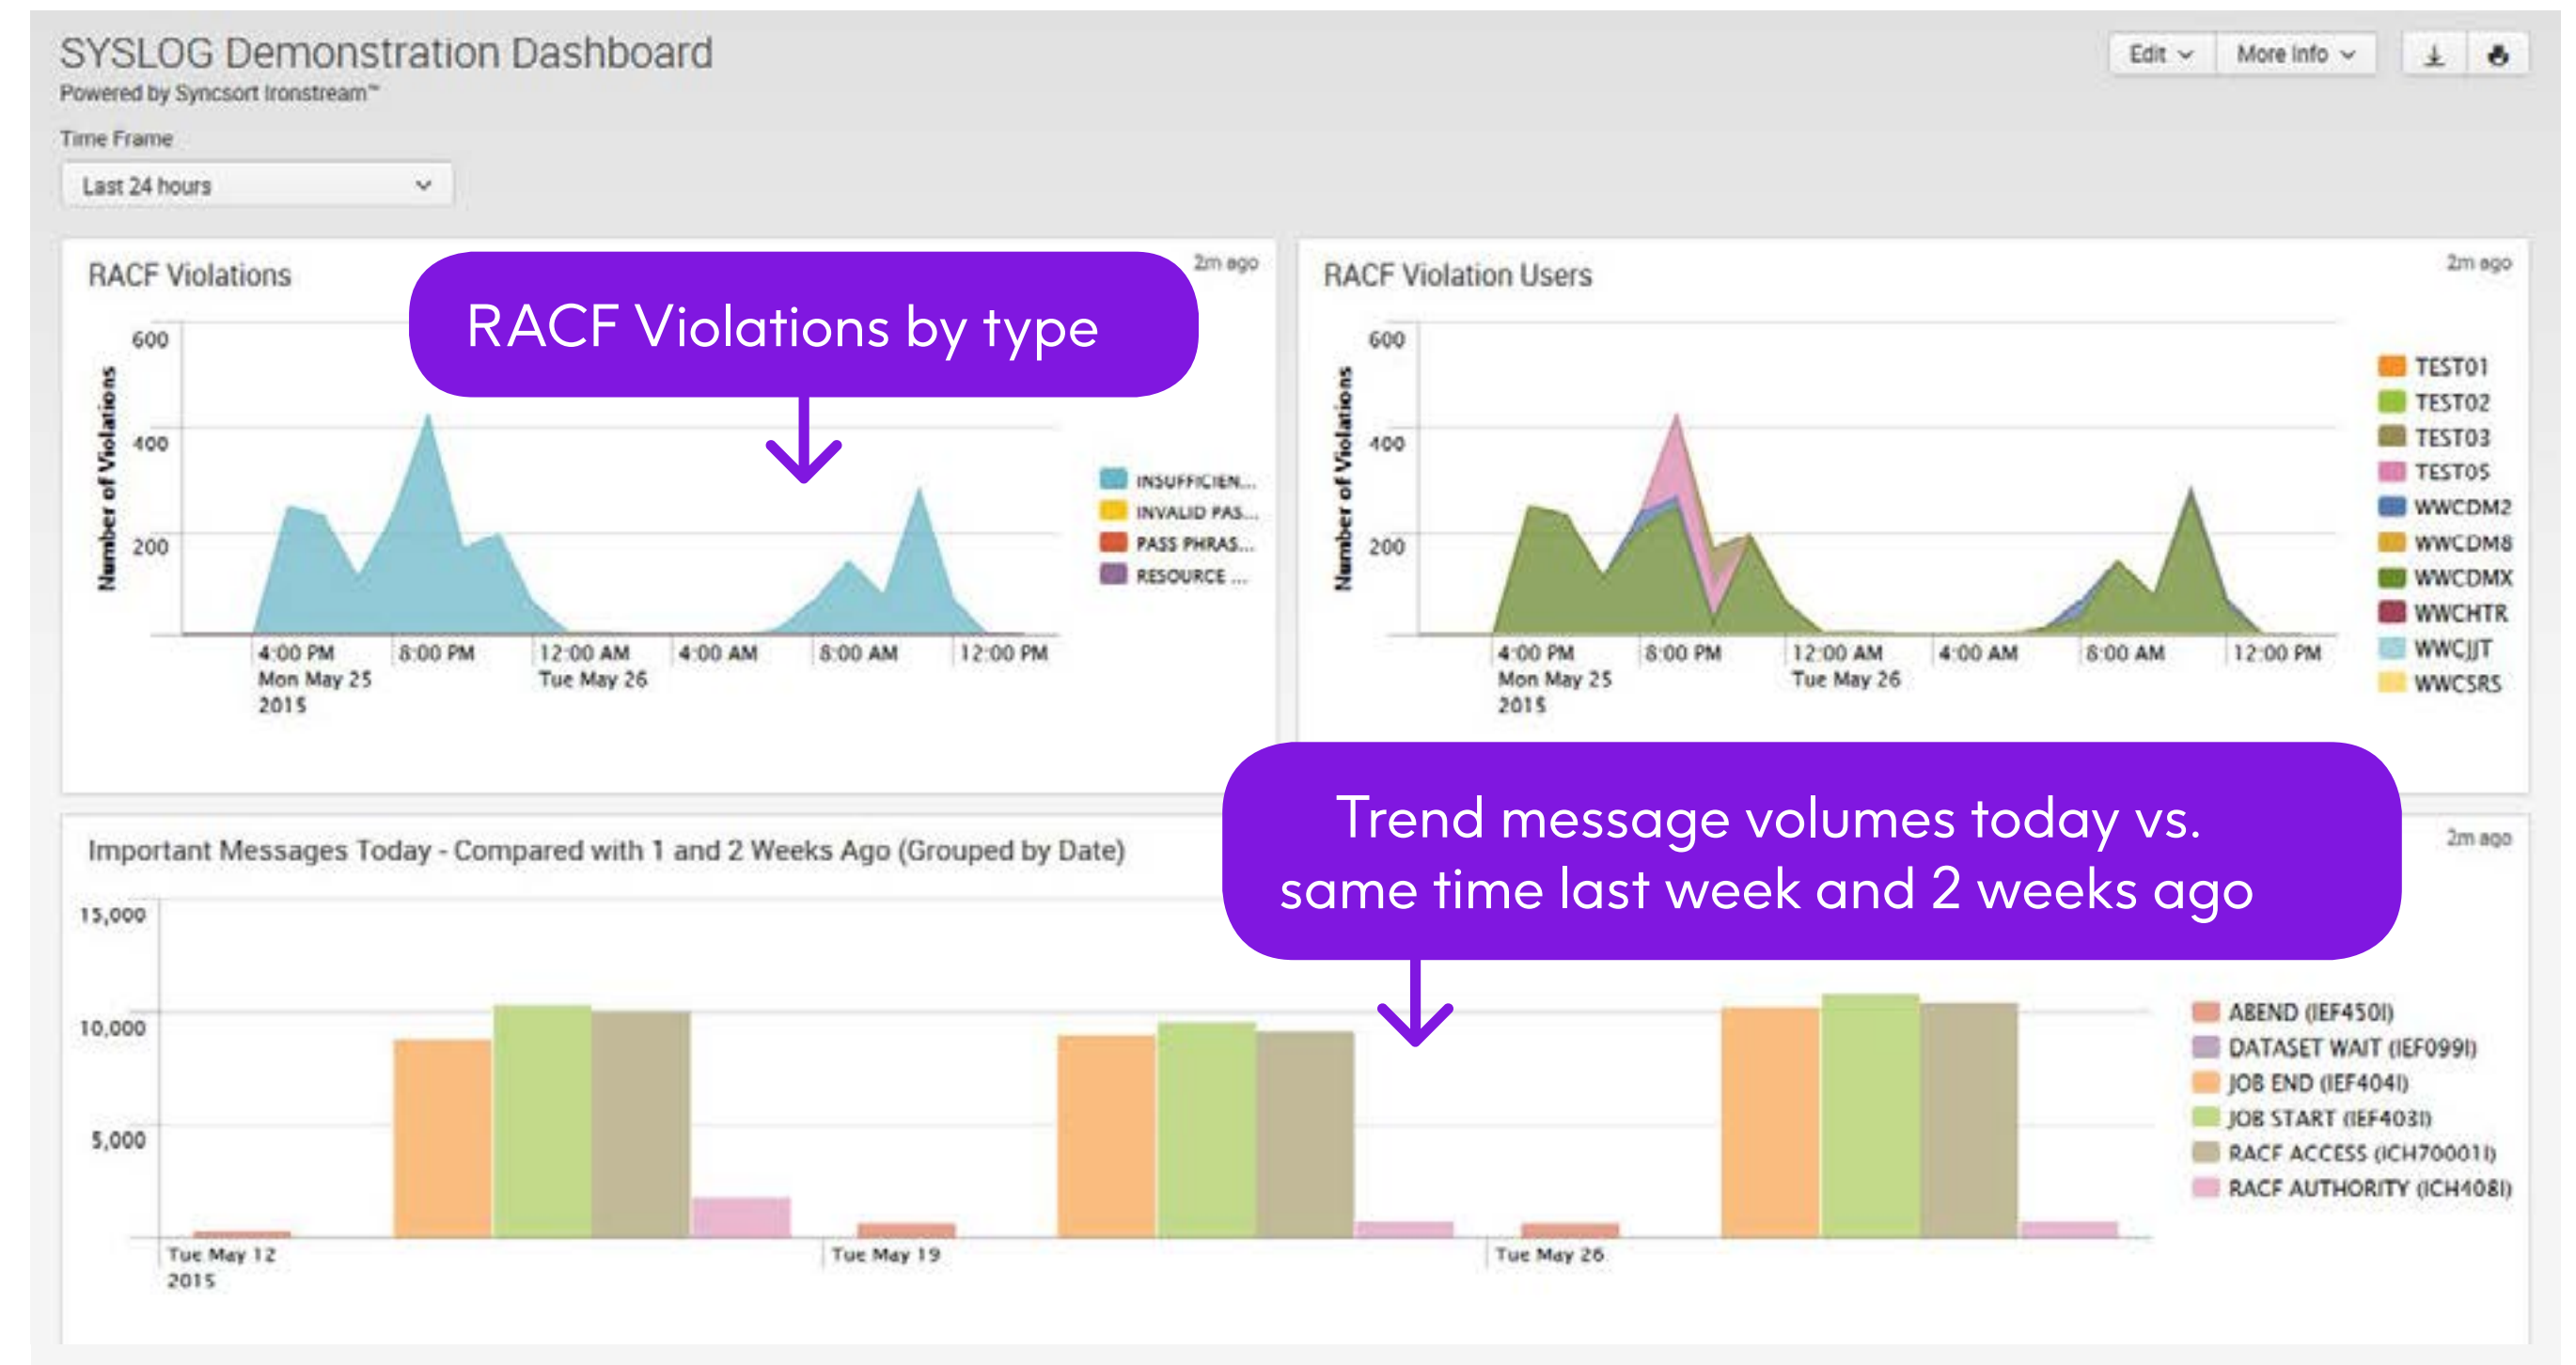 SYSLOG Demonstration Dashboard
Edit
More Info
Powered by Syncsort Ironstream™
Time Frame
Last 24 hours
RACF Violations
2m ago
RACF Violations by type
600
400
200
Number of Violations
INSUFFICIEN...
INVALID PAS...
PASS PHRAS...
RESOURCE ...
4:00 PM
Mon May 25
2015
8:00 PM
12:00 AM
Tue May 26
4:00 AM
8:00 AM
12:00 PM
RACF Violation Users
2m ago
600
400
200
Number of Violations
TEST01
TEST02
TEST03
TEST05
WWCDM2
WWCDM8
WWCDMX
WWCHTR
WWCJJT
WWCSRS
4:00 PM
Mon May 25
2015
8:00 PM
12:00 AM
Tue May 26
4:00 AM
8:00 AM
12:00 PM
Trend message volumes today vs.
same time last week and 2 weeks ago
Important Messages Today - Compared with 1 and 2 Weeks Ago (Grouped by Date)
2m ago
15,000
10,000
5,000
ABEND (IEF450I)
DATASET WAIT (IEF099I)
JOB END (IEF404I)
JOB START (IEF403I)
RACF ACCESS (ICH70001I)
RACF AUTHORITY (ICH408I)
Tue May 12
2015
Tue May 19
Tue May 26